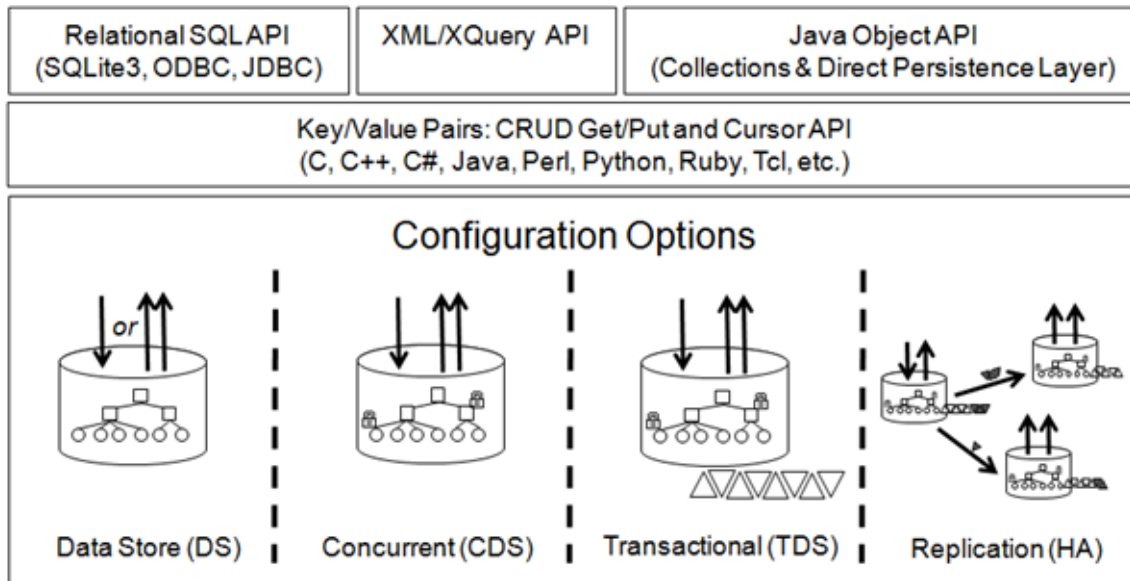 Relational SQL API
(SQLite3, ODBC, JDBC)
XML/XQuery API
Java Object API
(Collections & Direct Persistence Layer)
Key/Value Pairs: CRUD Get/Put and Cursor API
(C, C++, C#, Java, Perl, Python, Ruby, Tcl, etc.)
Configuration Options
or
Data Store (DS)
Concurrent (CDS)
Transactional (TDS)
Replication (HA)